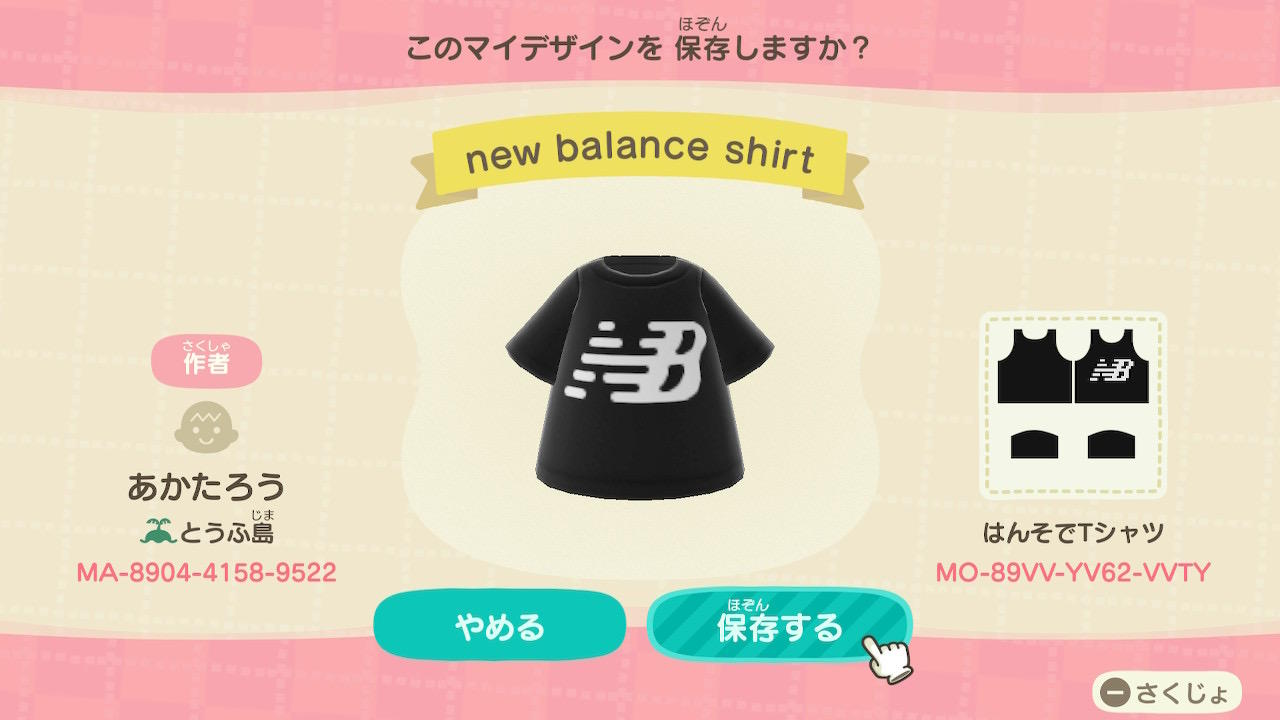 ほぞん
このマイデザインを 保存しますか？
new balance shirt
NB
さくしゃ
作者
あかたろう
じま
とうふ島
MA-8904-4158-9522
NB
はんそでTシャツ
MO-89VV-YV62-VVTY
やめる
ほぞん
保存する
さくじょ